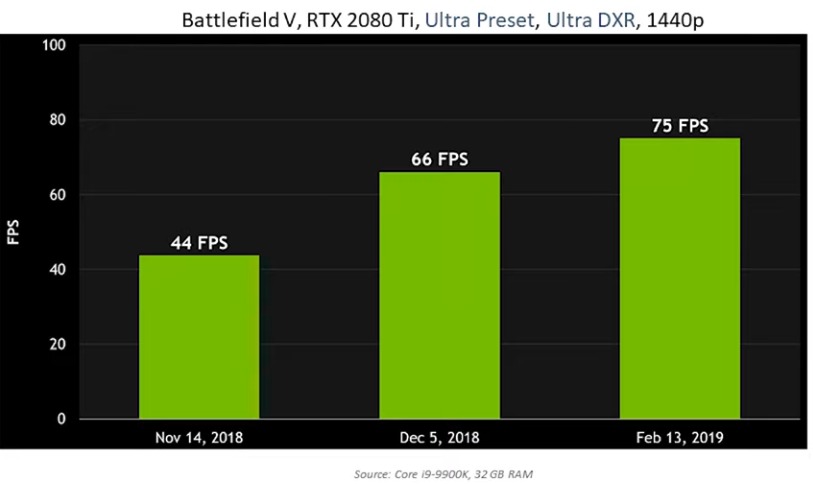 Battlefield V, RTX 2080 Ti, Ultra Preset, Ultra DXR, 1440p
100
80
60
40
20
0
FPS
44 FPS
66 FPS
75 FPS
Nov 14, 2018
Dec 5, 2018
Feb 13, 2019
Source: Core i9-9900K, 32 GB RAM